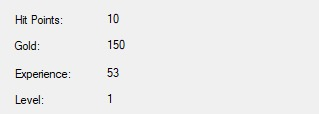 Hit Points: 10
Gold: 150
Experience: 53
Level: 1